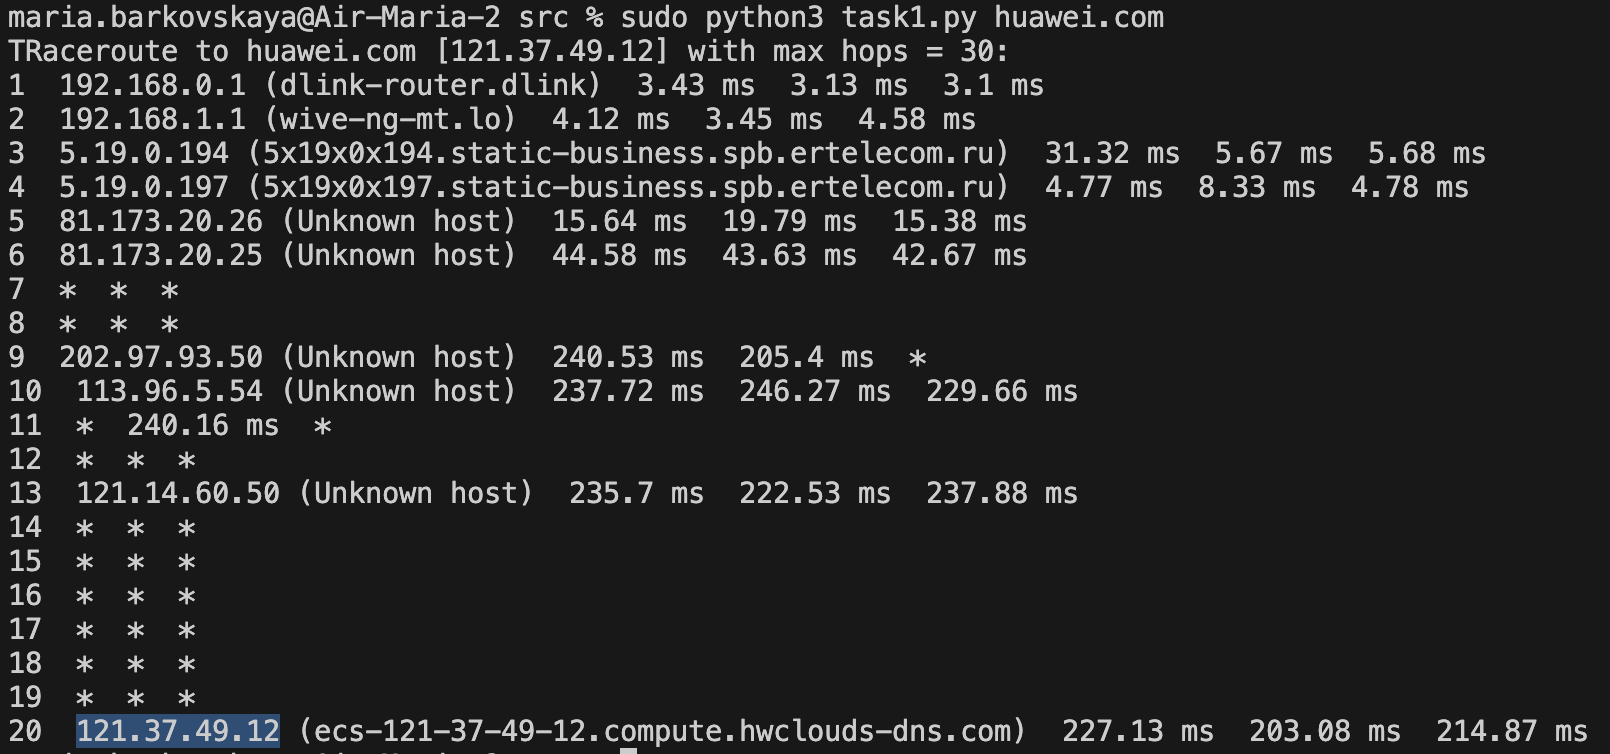 maria.barkovskaya@Air-Maria-2 src % sudo python3 task1.py huawei.com
TRaceroute to huawei.com [121.37.49.12] with max hops = 30:
1  192.168.0.1 (dlink-router.dlink)  3.43 ms  3.13 ms  3.1 ms
2  192.168.1.1 (wive-ng-mt.lo)  4.12 ms  3.45 ms  4.58 ms
3  5.19.0.194 (5x19x0x194.static-business.spb.ertelecom.ru)  31.32 ms  5.67 ms  5.68 ms
4  5.19.0.197 (5x19x0x197.static-business.spb.ertelecom.ru)  4.77 ms  8.33 ms  4.78 ms
5  81.173.20.26 (Unknown host)  15.64 ms  19.79 ms  15.38 ms
6  81.173.20.25 (Unknown host)  44.58 ms  43.63 ms  42.67 ms
7  *  *  *
8  *  *  *
9  202.97.93.50 (Unknown host)  240.53 ms  205.4 ms  *
10  113.96.5.54 (Unknown host)  237.72 ms  246.27 ms  229.66 ms
11  *  240.16 ms  *
12  *  *  *
13  121.14.60.50 (Unknown host)  235.7 ms  222.53 ms  237.88 ms
14  *  *  *
15  *  *  *
16  *  *  *
17  *  *  *
18  *  *  *
19  *  *  *
20  121.37.49.12 (ecs-121-37-49-12.compute.hwclouds-dns.com)  227.13 ms  203.08 ms  214.87 ms